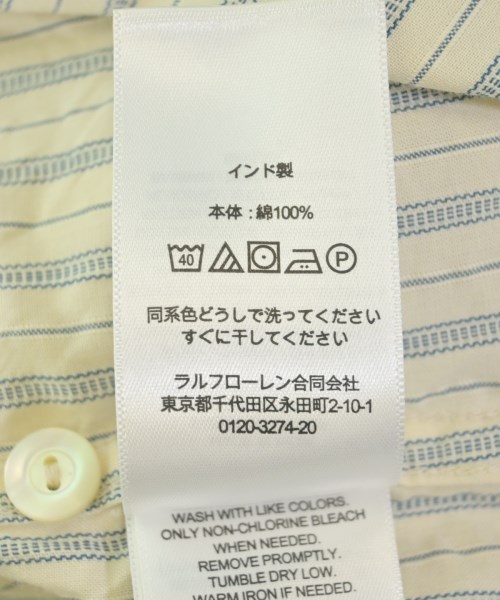 インド製
本体 : 綿100%
40 P
同系色どうしで洗ってください
すぐに干してください
ラルフローレン合同会社
東京都千代田区永田町2-10-1
0120-3274-20
WASH WITH LIKE COLORS.
ONLY NON-CHLORINE BLEACH
WHEN NEEDED.
REMOVE PROMPTLY.
TUMBLE DRY LOW.
WARM IRON IF NEEDED.